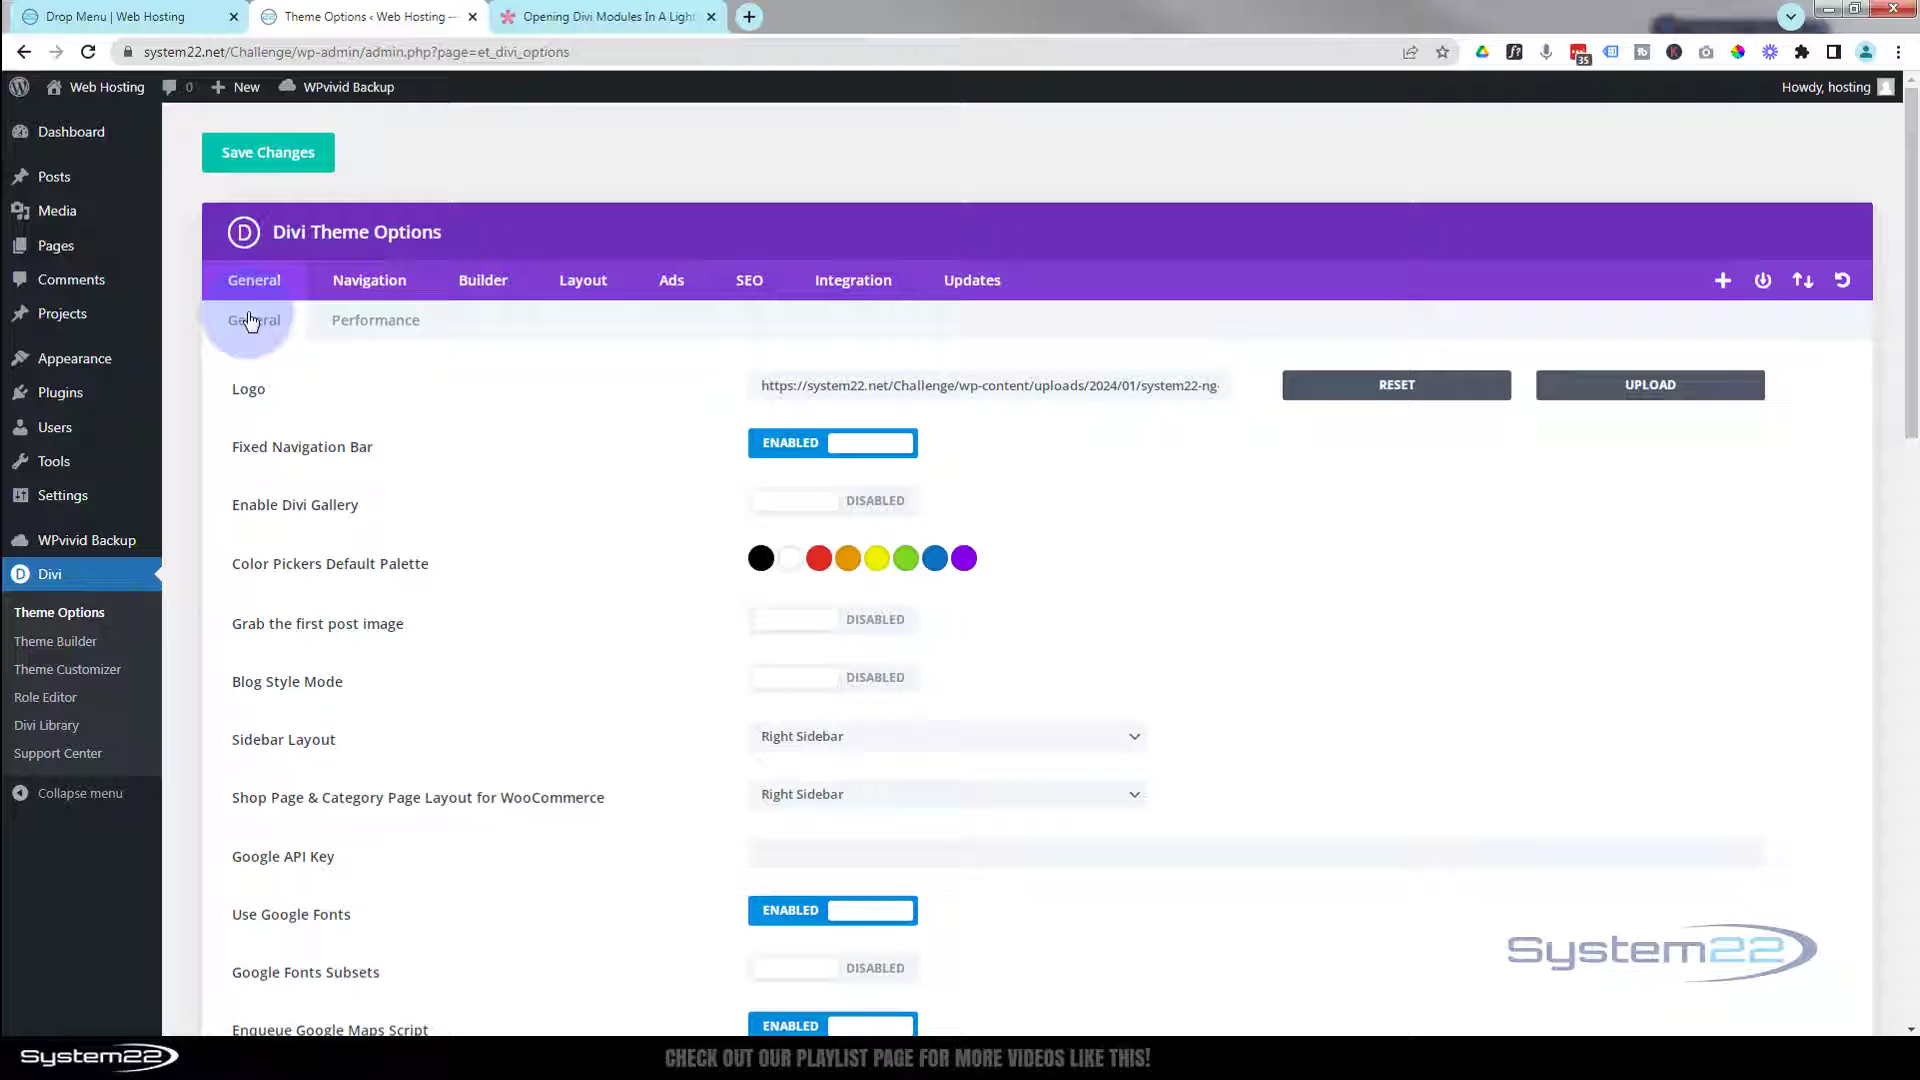 Drop Menu | Web Hosting
Theme Options ‹ Web Hosting —
Opening Divi Modules In A Light
system22.net/Challenge/wp-admin/admin.php?page=et_divi_options
35
Web Hosting
0
New
WPvivid Backup
Howdy, hosting
Dashboard
Posts
Media
Pages
Comments
Projects
Appearance
Plugins
Users
Tools
Settings
WPvivid Backup
Divi
Theme Options
Theme Builder
Theme Customizer
Role Editor
Divi Library
Support Center
Collapse menu
Save Changes
D Divi Theme Options
General Navigation Builder Layout Ads SEO Integration Updates
General Performance
Logo
https://system22.net/Challenge/wp-content/uploads/2024/01/system22-ng-
RESET
UPLOAD
Fixed Navigation Bar
ENABLED
Enable Divi Gallery
DISABLED
Color Pickers Default Palette
Grab the first post image
DISABLED
Blog Style Mode
DISABLED
Sidebar Layout
Right Sidebar
Shop Page & Category Page Layout for WooCommerce
Right Sidebar
Google API Key
Use Google Fonts
ENABLED
Google Fonts Subsets
DISABLED
Enqueue Google Maps Script
ENABLED
System22
System22
CHECK OUT OUR PLAYLIST PAGE FOR MORE VIDEOS LIKE THIS!